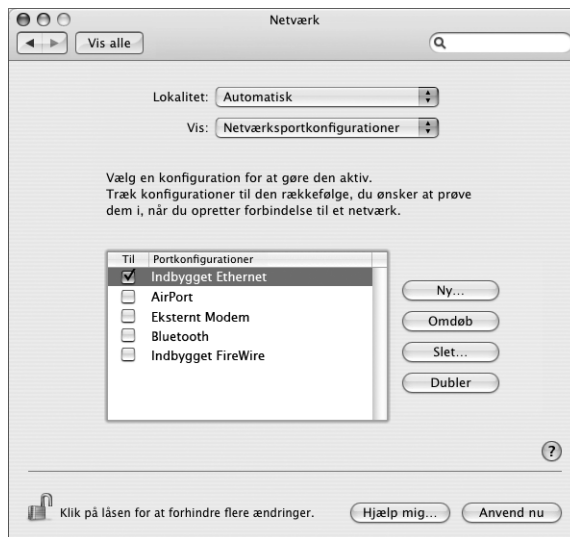 Netværk
Vis alle
Lokalitet: Automatisk
Vis: Netværksportkonfigurationer
Vælg en konfiguration for at gøre den aktiv.
Træk konfigurationer til den rækkefølge, du ønsker at prøve
dem i, når du opretter forbindelse til et netværk.
Til Portkonfigurationer
Indbygget Ethernet
AirPort
Eksternt Modem
Bluetooth
Indbygget FireWire
Ny...
Omdøb
Slet...
Dubler
?
Klik på låsen for at forhindre flere ændringer.
Hjælp mig...
Anvend nu